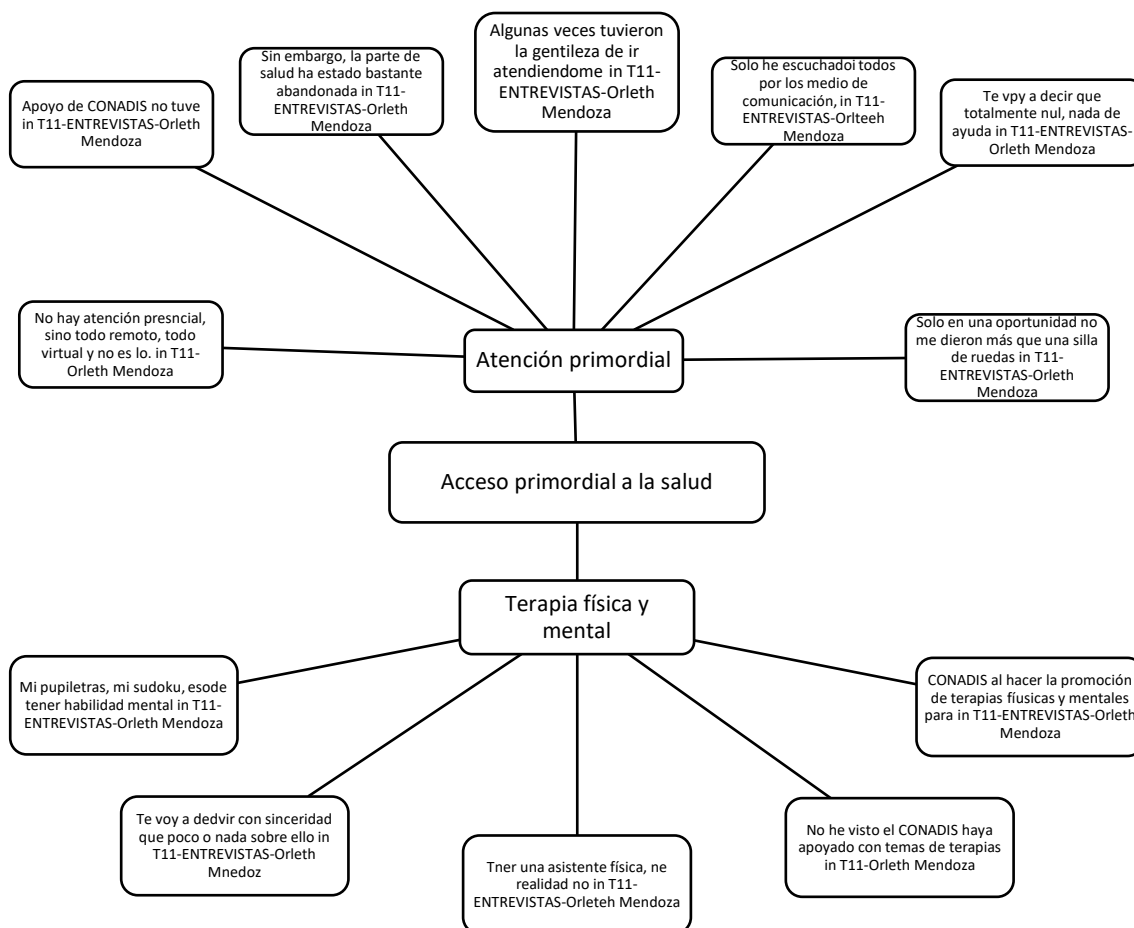 Apoyo de CONADIS no tuve
in T11-ENTREVISTAS-Orleth
Mendoza
Sin embargo, la parte de
salud ha estado bastante
abandonada in T11-
ENTREVISTAS-Orleth
Mendoza
Algunas veces tuvieron
la gentileza de ir
atendiendome in T11-
ENTREVISTAS-Orleth
Mendoza
Solo he escuchadoi todos
por los medio de
comunicación, in T11-
ENTREVISTAS-Orlteeh
Mendoza
Te vpy a decir que
totalmente nul, nada de
ayuda in T11-ENTREVISTAS-
Orleth Mendoza
No hay atención presncial,
sino todo remoto, todo
virtual y no es lo. in T11-
Orleth Mendoza
Atención primordial
Solo en una oportunidad no
me dieron más que una silla
de ruedas in T11-
ENTREVISTAS-Orleth
Mendoza
Acceso primordial a la salud
Terapia física y
mental
Mi pupiletras, mi sudoku, esode
tener habilidad mental in T11-
ENTREVISTAS-Orleth Mendoza
CONADIS al hacer la promoción
de terapias fíusicas y mentales
para in T11-ENTREVISTAS-Orleth
Mendoza
Te voy a dedvir con sinceridad
que poco o nada sobre ello in
T11-ENTREVISTAS-Orleth
Mnedoz
Tner una asistente física, ne
realidad no in T11-
ENTREVISTAS-Orleteh Mendoza
No he visto el CONADIS haya
apoyado con temas de terapias
in T11-Orleth Mendoza